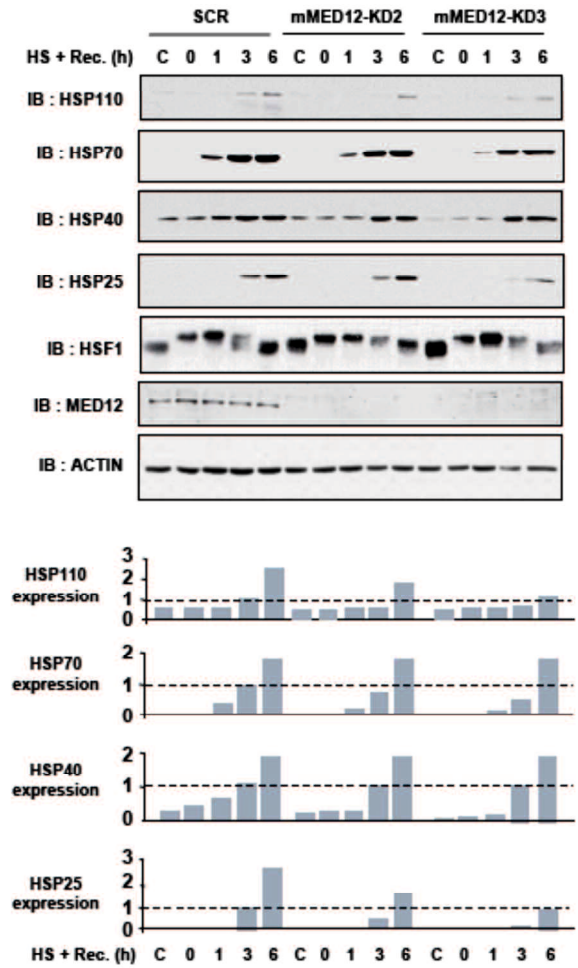 SCR mMED12-KD2 mMED12-KD3
HS + Rec. (h) C 0 1 3 6 C 0 1 3 6 C 0 1 3 6
IB : HSP110
IB : HSP70
IB : HSP40
IB : HSP25
IB : HSF1
IB : MED12
IB : ACTIN
HSP110
expression
3
2
1
0
HSP70
expression
2
1
0
HSP40
expression
2
1
0
HSP25
expression
3
2
1
0
HS + Rec. (h) C 0 1 3 6 C 0 1 3 6 C 0 1 3 6